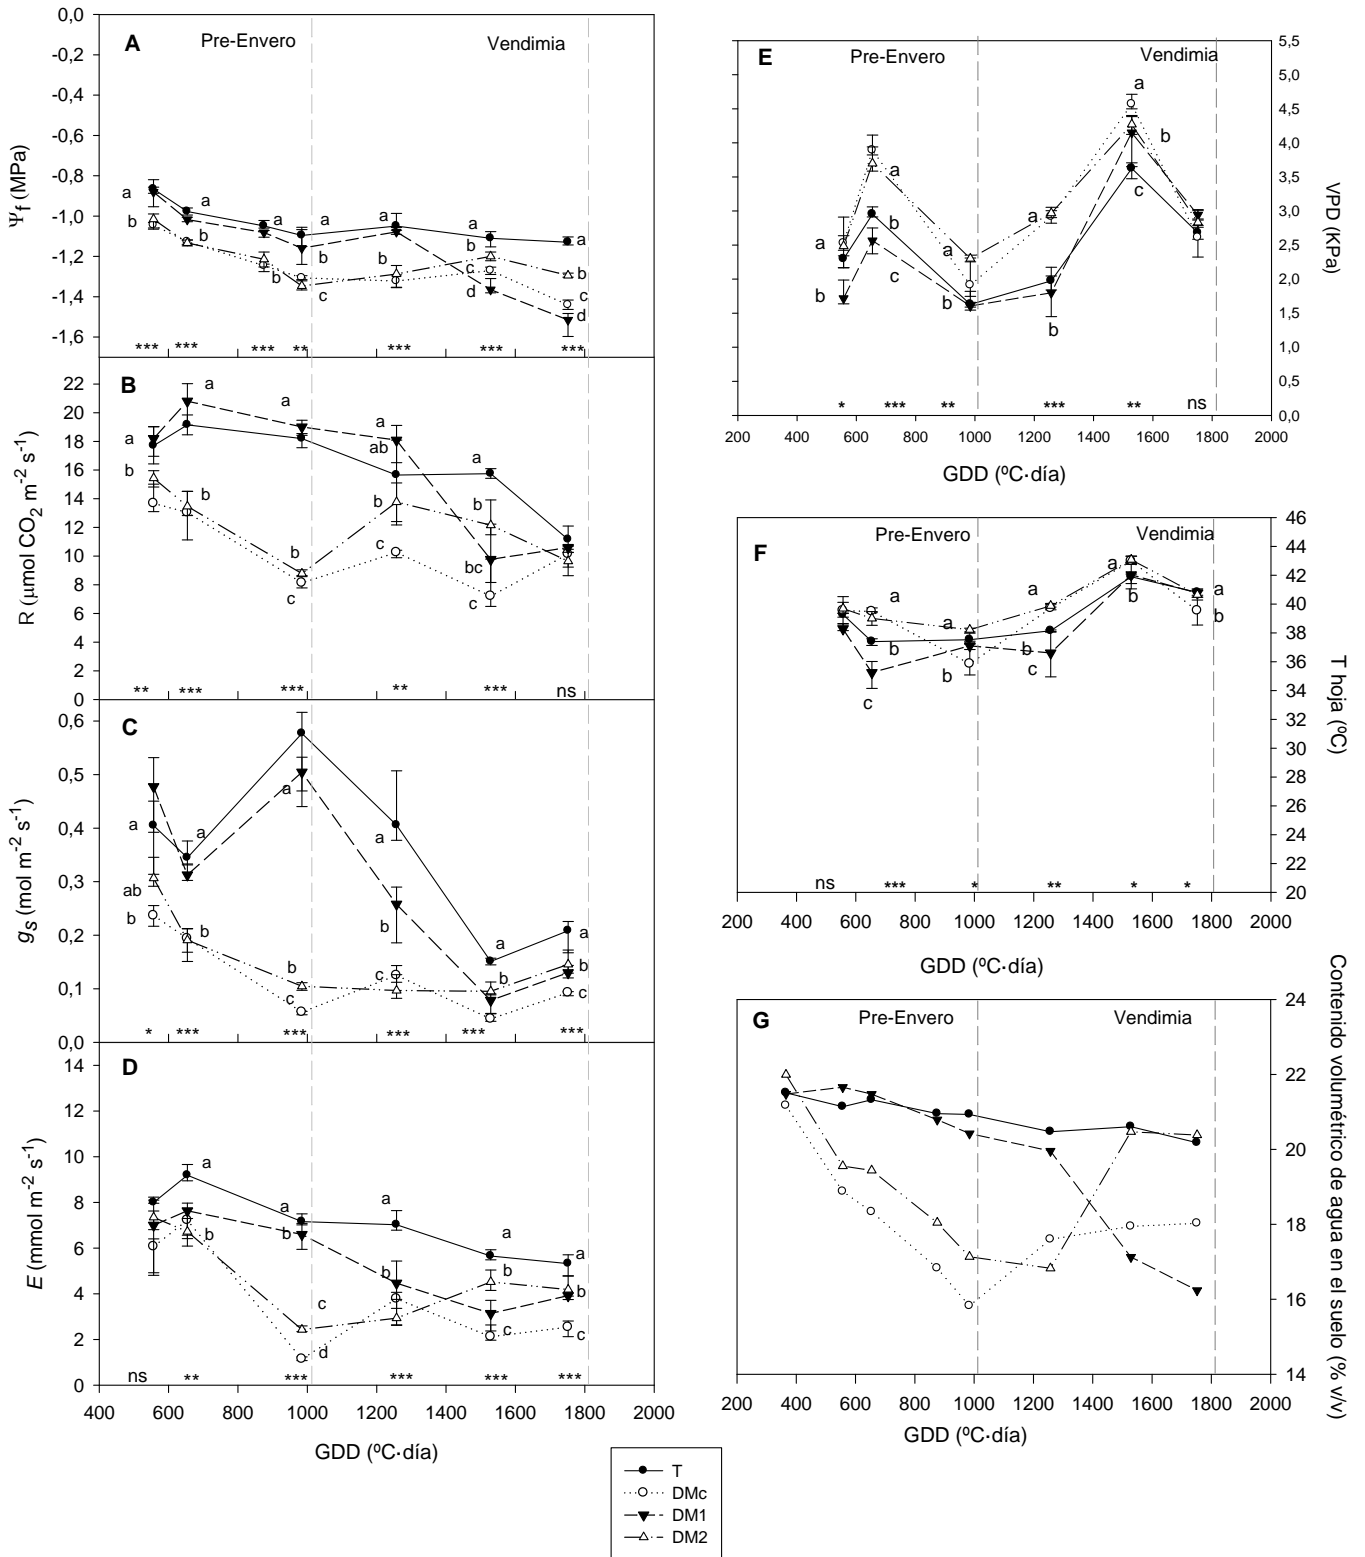 A
Pre-Envero
Vendimia
0,0
-0,2
-0,4
-0,6
-0,8
-1,0
-1,2
-1,4
-1,6
Ψf (MPa)
a a a a a a a
b b b b b b b
c c c
d d
*** *** *** ** *** *** ***
B
22
20
18
16
14
12
10
8
6
4
2
0
R (µmol CO2 m-2 s-1)
a a a a a
ab
b b b b b
c c bc c
** *** *** ** *** ns
C
0,6
0,5
0,4
0,3
0,2
0,1
0,0
gs (mol m-2 s-1)
a a a a a a
ab
b b b b b b
c c c
* *** *** *** *** ***
D
14
12
10
8
6
4
2
0
E (mmol m-2 s-1)
a a a a a
b b b b b
c c c
d
ns ** *** *** *** ***
400 600 800 1000 1200 1400 1600 1800 2000
GDD (ºC·día)
E
Pre-Envero
Vendimia
5,5
5,0
4,5
4,0
3,5
3,0
2,5
2,0
1,5
1,0
0,5
0,0
VPD (KPa)
a a a a a
b b b b b
c c
* *** ** *** ** ns
200 400 600 800 1000 1200 1400 1600 1800 2000
GDD (ºC·día)
F
Pre-Envero
Vendimia
46
44
42
40
38
36
34
32
30
28
26
24
22
20
T hoja (ºC)
a a a a a
b b b b b
c c
ns *** * ** * *
200 400 600 800 1000 1200 1400 1600 1800 2000
GDD (ºC·día)
G
Pre-Envero
Vendimia
24
22
20
18
16
14
Contenido volumétrico de agua en el suelo (% v/v)
200 400 600 800 1000 1200 1400 1600 1800 2000
GDD (ºC·día)
T
DMc
DM1
DM2